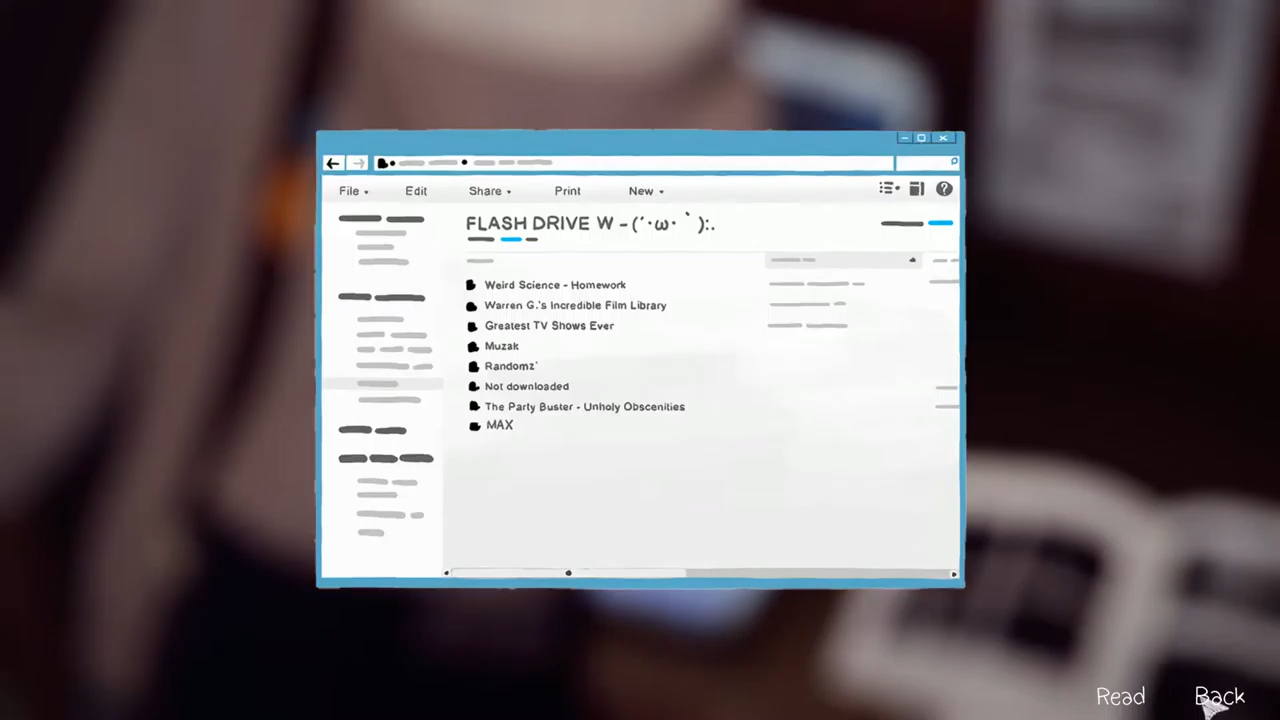 File Edit Share Print New
FLASH DRIVE W -(´･ω･`):.
Weird Science - Homework
Warren G.'s Incredible Film Library
Greatest TV Shows Ever
Muzak
Randomz'
Not downloaded
The Party Buster - Unholy Obscenities
MAX
Read Back